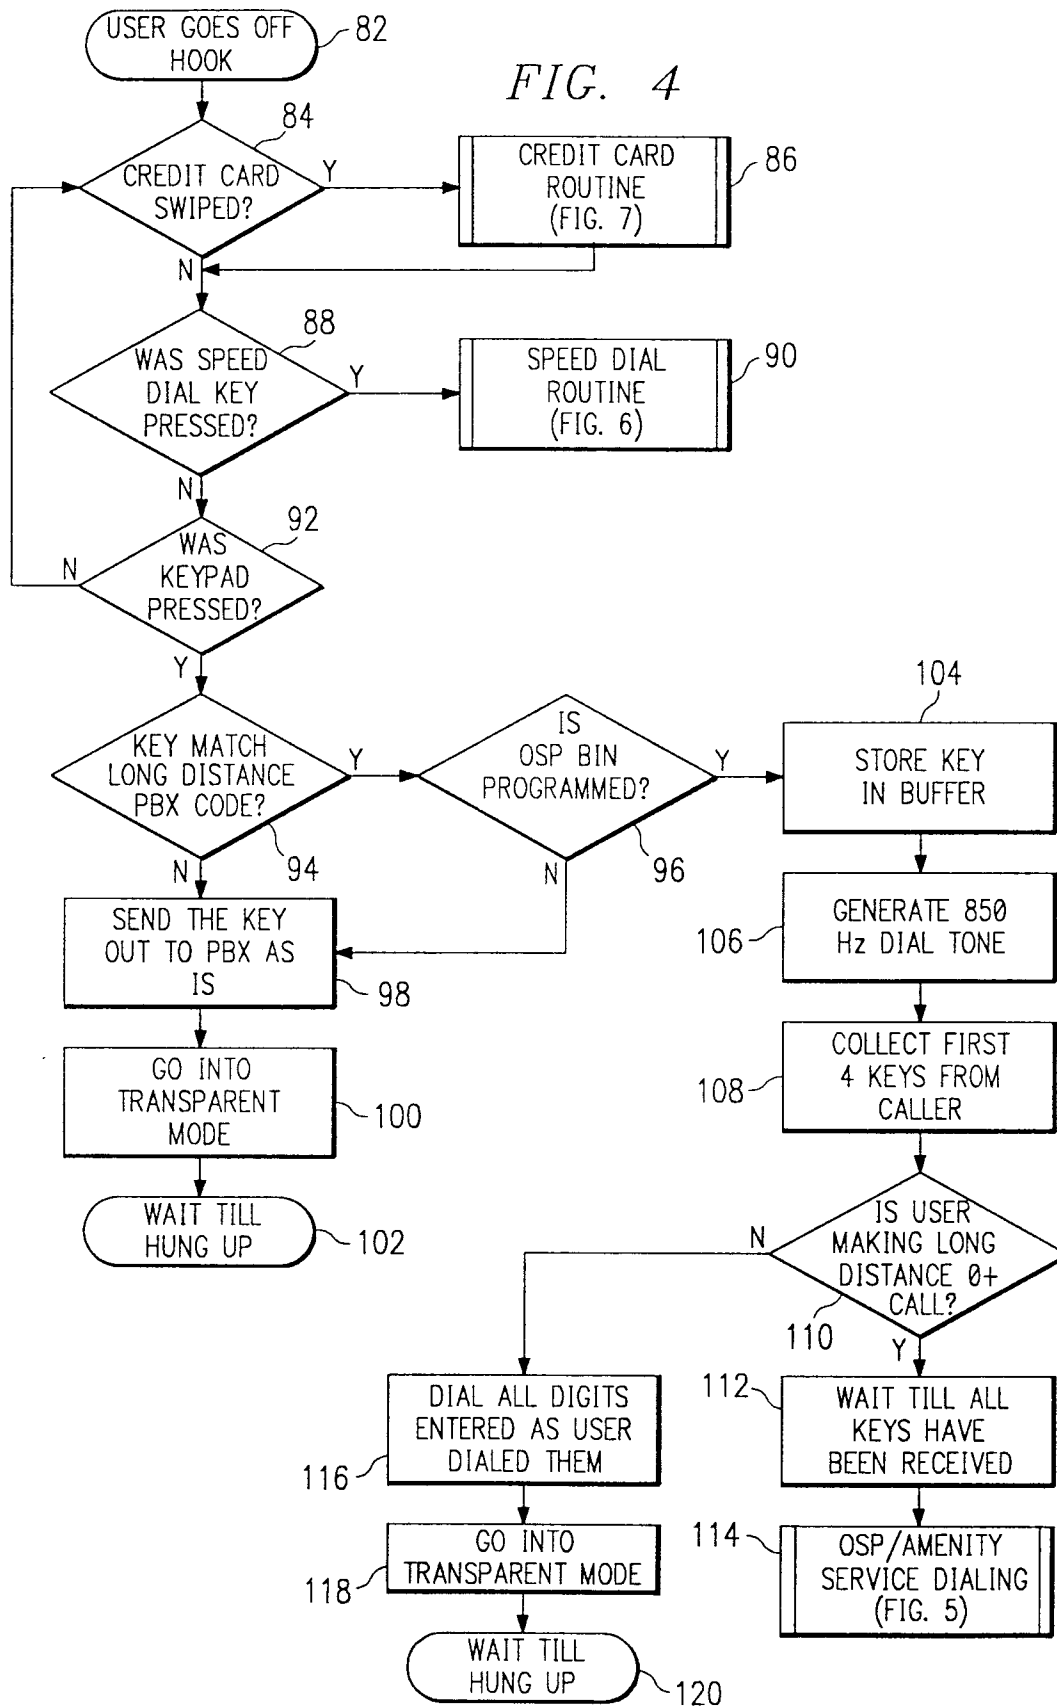 USER GOES OFF
HOOK
82
FIG. 4
84
CREDIT CARD
SWIPED?
Y
N
CREDIT CARD
ROUTINE
(FIG. 7)
86
88
WAS SPEED
DIAL KEY
PRESSED?
Y
N
SPEED DIAL
ROUTINE
(FIG. 6)
90
92
WAS
KEYPAD
PRESSED?
N
Y
KEY MATCH
LONG DISTANCE
PBX CODE?
Y
94
N
IS
OSP BIN
PROGRAMMED?
Y
96
N
104
STORE KEY
IN BUFFER
SEND THE KEY
OUT TO PBX AS
IS
98
GENERATE 850
Hz DIAL TONE
106
GO INTO
TRANSPARENT
MODE
100
COLLECT FIRST
4 KEYS FROM
CALLER
108
WAIT TILL
HUNG UP
102
IS USER
MAKING LONG
DISTANCE 0+
CALL?
N
110
Y
DIAL ALL DIGITS
ENTERED AS USER
DIALED THEM
116
112
WAIT TILL ALL
KEYS HAVE
BEEN RECEIVED
GO INTO
TRANSPARENT MODE
118
114
OSP/AMENITY
SERVICE DIALING
(FIG. 5)
WAIT TILL
HUNG UP
120